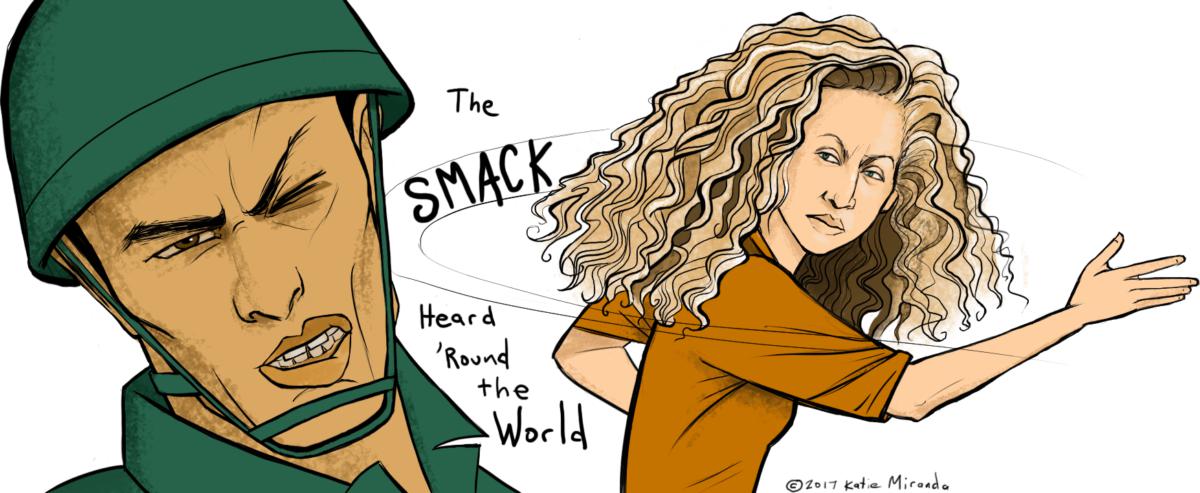 The
SMACK
Heard
'Round
the
World
©2017 Katie Miranda